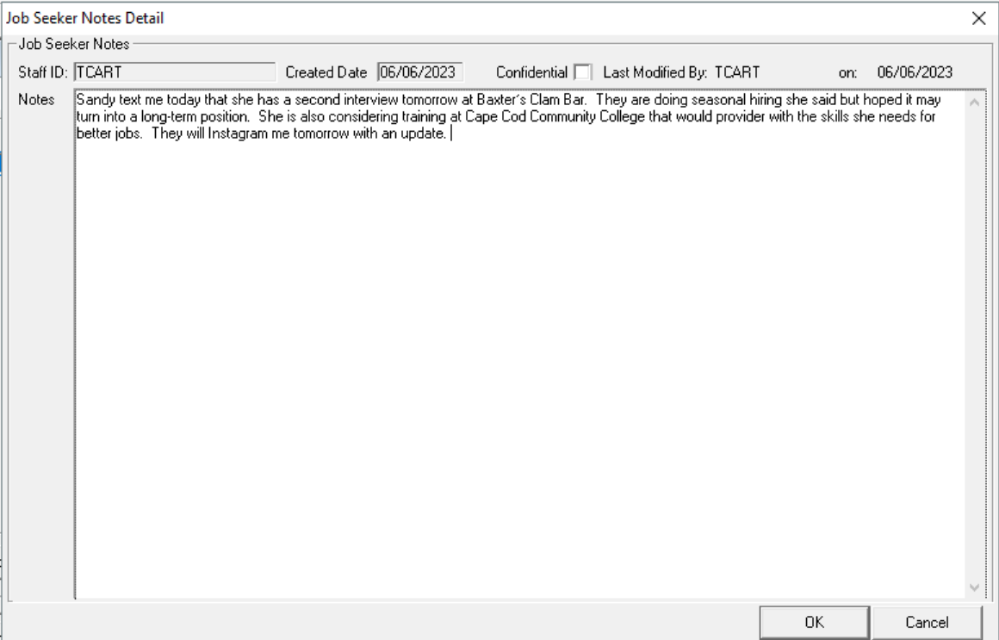 Job Seeker Notes Detail
Job Seeker Notes
Staff ID: TCART Created Date 06/06/2023 Confidential Last Modified By: TCART on: 06/06/2023
Notes
Sandy text me today that she has a second interview tomorrow at Baxter´s Clam Bar. They are doing seasonal hiring she said but hoped it may
turn into a long-term position. She is also considering training at Cape Cod Community College that would provider with the skills she needs for
better jobs. They will Instagram me tomorrow with an update.
OK Cancel